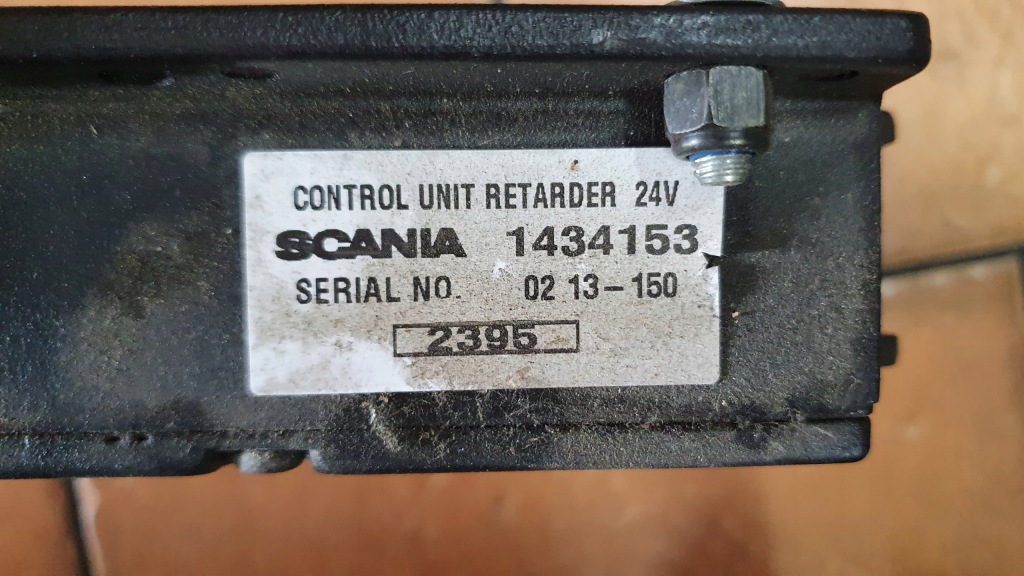 CONTROL UNIT RETARDER 24V
SCANIA 1434153
SERIAL NO. 02 13-150
2395